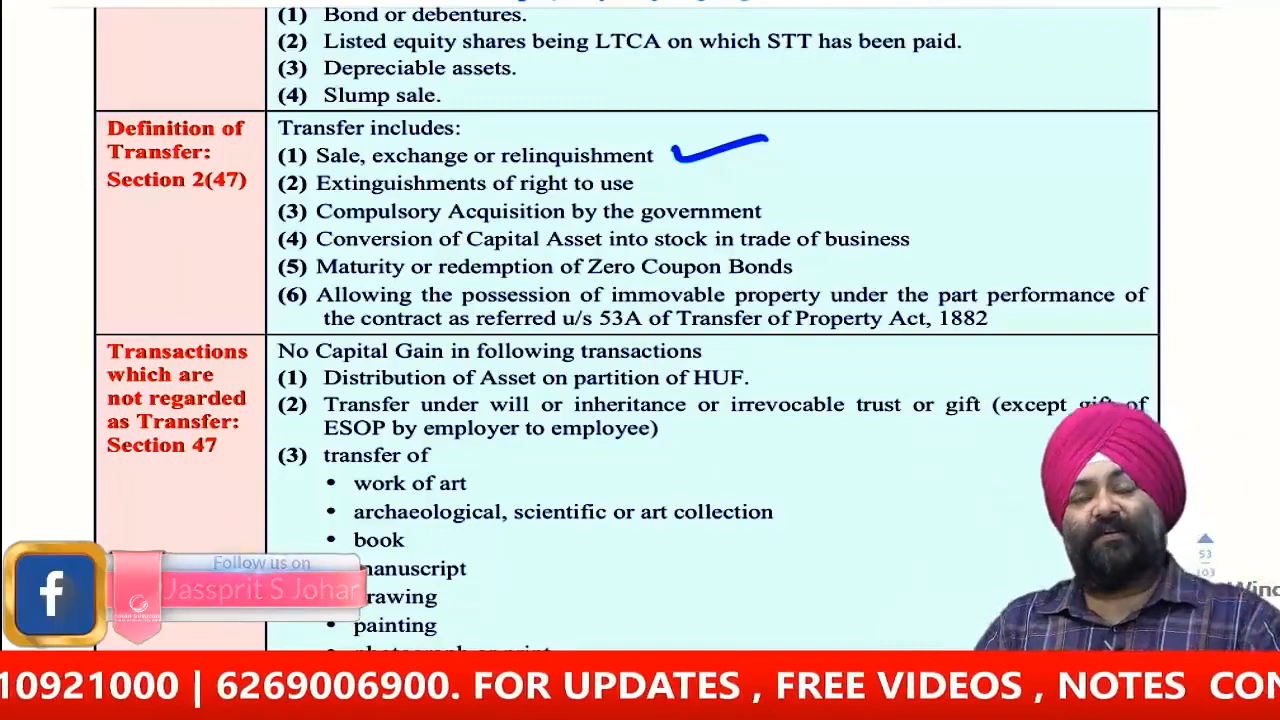 (1) Bond or debentures.
(2) Listed equity shares being LTCA on which STT has been paid.
(3) Depreciable assets.
(4) Slump sale.
Definition of
Transfer:
Section 2(47)
Transfer includes:
(1) Sale, exchange or relinquishment
(2) Extinguishments of right to use
(3) Compulsory Acquisition by the government
(4) Conversion of Capital Asset into stock in trade of business
(5) Maturity or redemption of Zero Coupon Bonds
(6) Allowing the possession of immovable property under the part performance of
the contract as referred u/s 53A of Transfer of Property Act, 1882
Transactions
which are
not regarded
as Transfer:
Section 47
No Capital Gain in following transactions
(1) Distribution of Asset on partition of HUF.
(2) Transfer under will or inheritance or irrevocable trust or gift (except gift of
ESOP by employer to employee)
(3) transfer of
• work of art
• archaeological, scientific or art collection
• book
manuscript
drawing
painting
53
103
Wind
f
Follow us on
Jassprit S Johar
10921000 | 6269006900. FOR UPDATES , FREE VIDEOS , NOTES CON